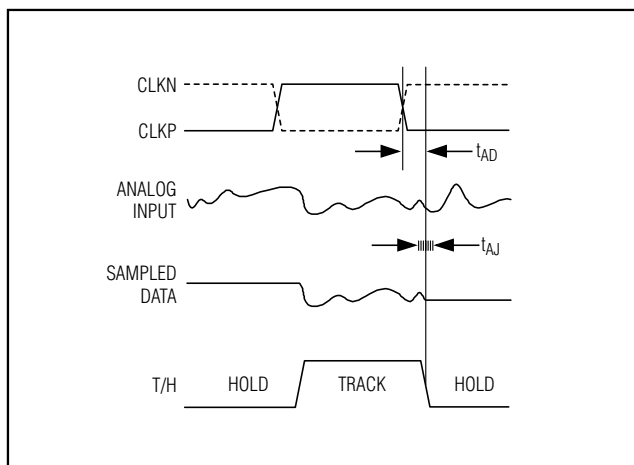 CLKN
CLKP
tAD
ANALOG
INPUT
tAJ
SAMPLED
DATA
T/H
HOLD
TRACK
HOLD